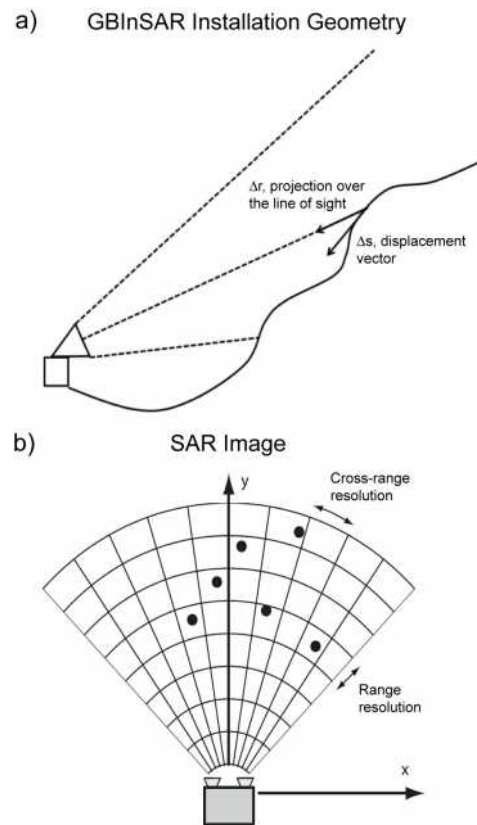 a) GBInSAR Installation Geometry
Δr, projection over
the line of sight
Δs, displacement
vector
b) SAR Image
y
Cross-range
resolution
Range
resolution
x